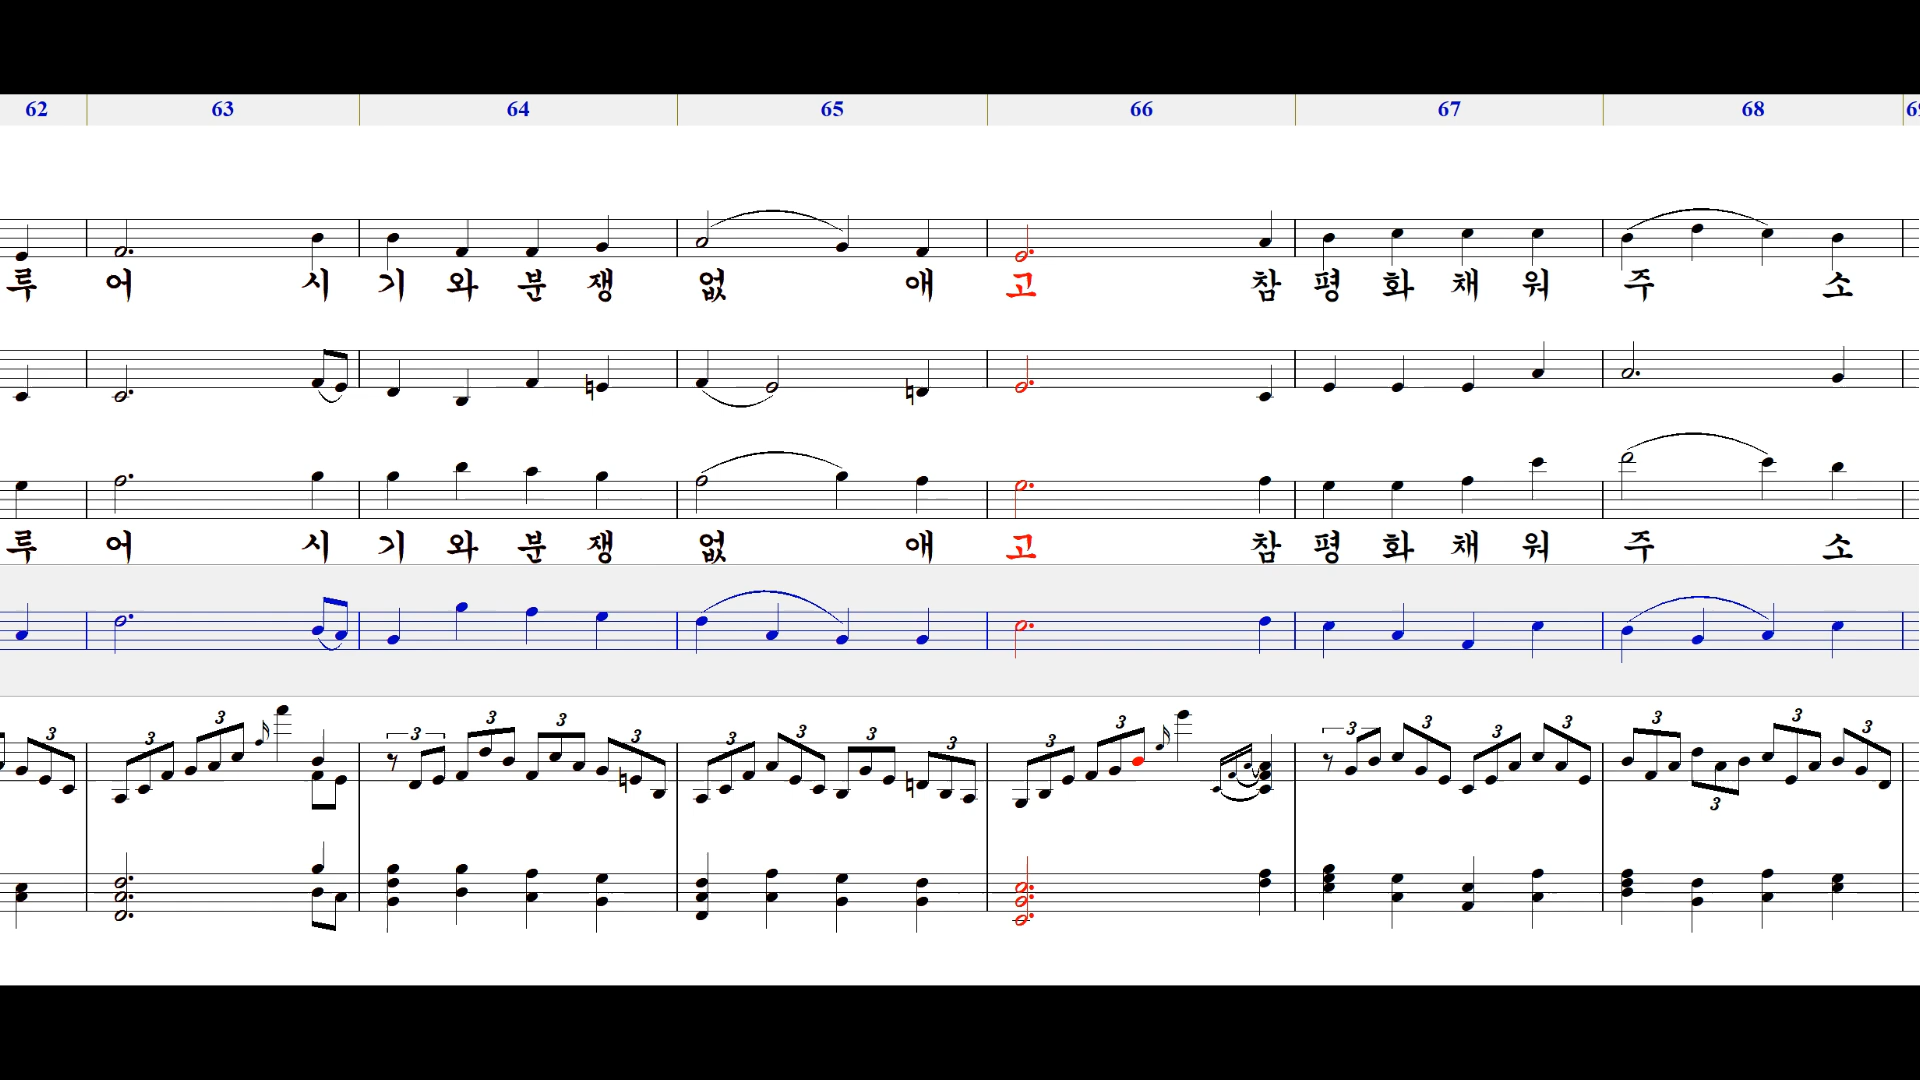 62 63 64 65 66 67 68 69
루 어 시 기 와 분 쟁 없 애 고 참 평 화 채 워 주 소
루 어 시 기 와 분 쟁 없 애 고 참 평 화 채 워 주 소
3 3 3 3 3 3 3 3 3 3 3 3 3 3 3 3 3 3 3 3 3